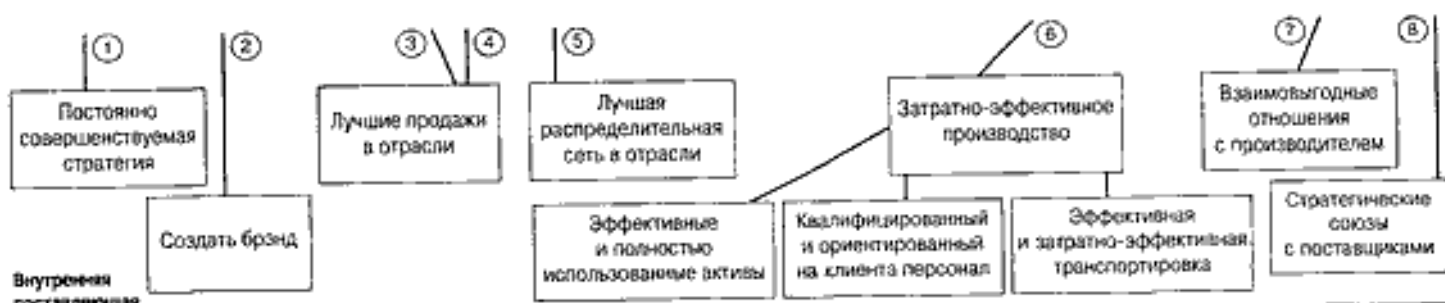 1
2
3
4
5
6
7
8
Постоянно
совершенствуемая
стратегия
Создать брэнд
Лучшие продажи
в отрасли
Лучшая
распределительная
сеть в отрасли
Затратно-эффективное
производство
Взаимовыгодные
отношения
с производителем
Эффективные
и полностью
использованные активы
Квалифицированный
и ориентированный
на клиента персонал
Эффективная
и затратно-эффективная
транспортировка
Стратегические
союзы
с поставщиками
Внутренняя